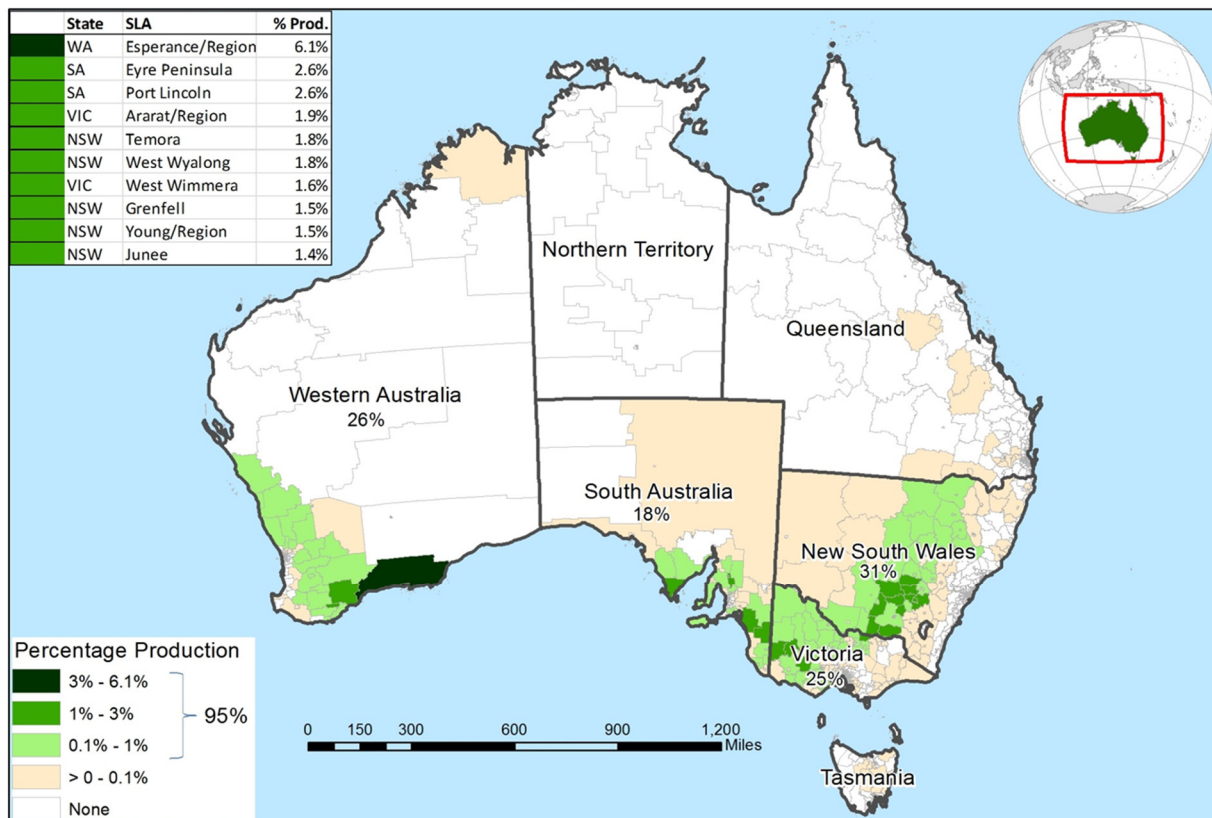 State SLA % Prod.
WA Esperance/Region 6.1%
SA Eyre Peninsula 2.6%
SA Port Lincoln 2.6%
VIC Ararat/Region 1.9%
NSW Temora 1.8%
NSW West Wyalong 1.8%
VIC West Wimmera 1.6%
NSW Grenfell 1.5%
NSW Young/Region 1.5%
NSW Junee 1.4%
Northern Territory
Queensland
Western Australia
26%
South Australia
18%
New South Wales
31%
Victoria
25%
Tasmania
Percentage Production
3% - 6.1%
1% - 3%
0.1% - 1%
95%
> 0 - 0.1%
None
0 150 300 600 900 1,200
Miles